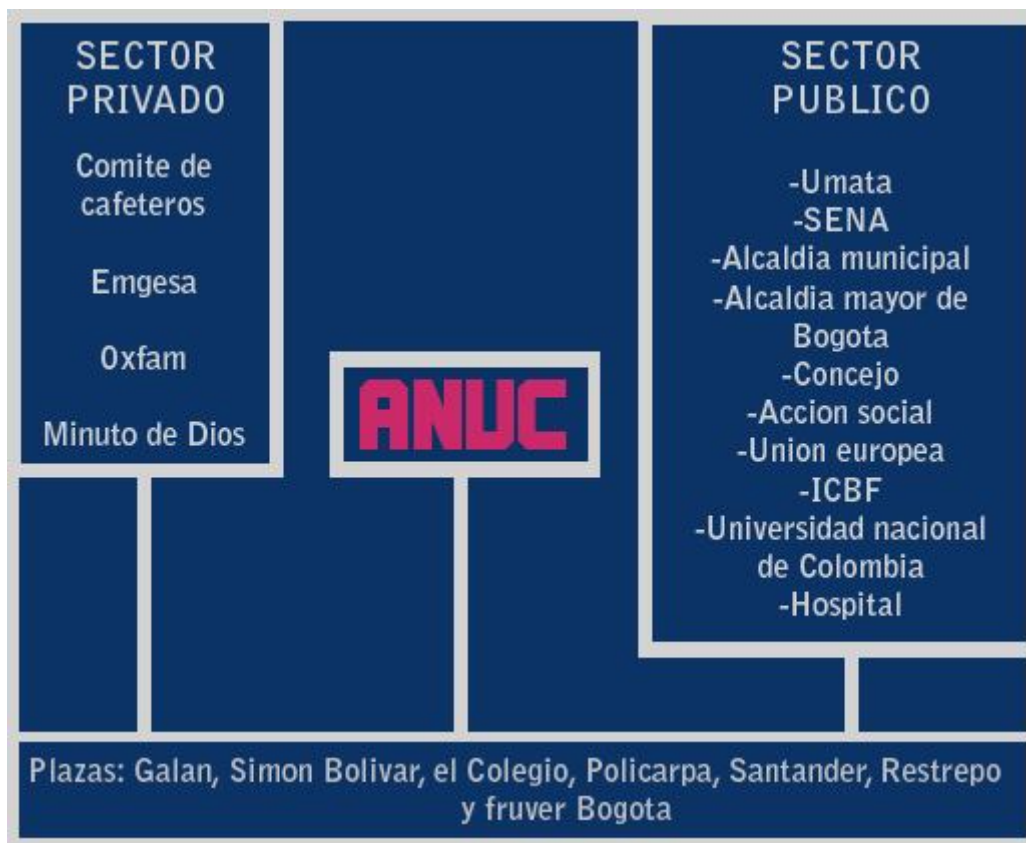 SECTOR
PRIVADO
Comite de
cafeteros
Emgesa
Oxfam
Minuto de Dios
ANUC
SECTOR
PUBLICO
-Umata
-SENA
-Alcaldia municipal
-Alcaldia mayor de
Bogota
-Concejo
-Accion social
-Union europea
-ICBF
-Universidad nacional
de Colombia
-Hospital
Plazas: Galan, Simon Bolivar, el Colegio, Policarpa, Santander, Restrepo
y fruver Bogota